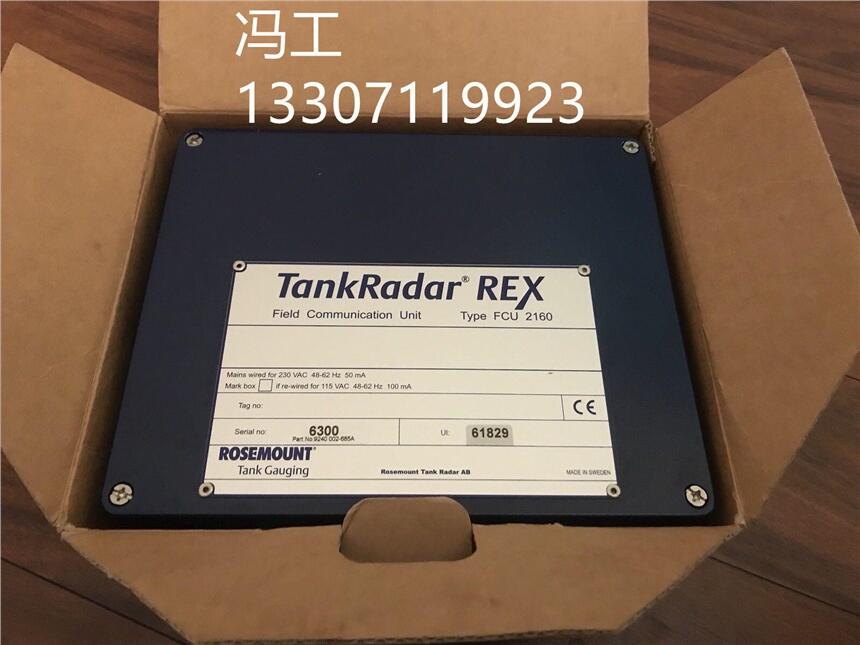 冯工
13307119923
TankRadar® REX
Field Communication Unit Type FCU 2160
Mains wired for 230 VAC 48-62 Hz 50 mA
Mark box if re-wired for 115 VAC 48-62 Hz 100 mA
Tag no:
CE
Serial no: 6300 UI: 61829
Part No.9240 002-685A
ROSEMOUNT®
Tank Gauging
Rosemount Tank Radar AB
MADE IN SWEDEN